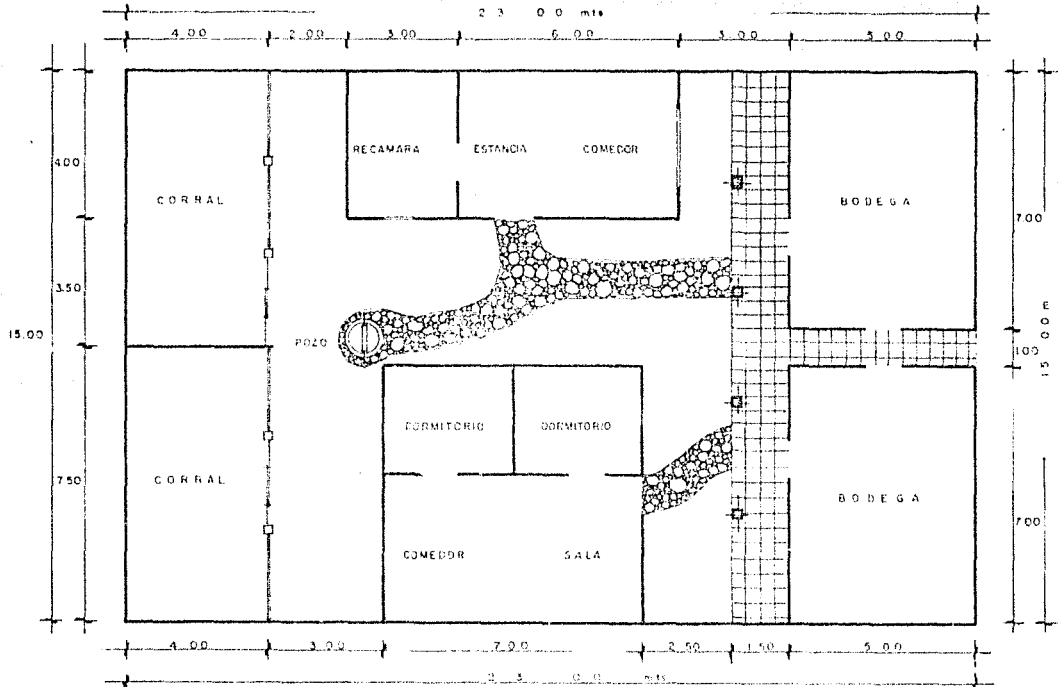 23.00 mts
4.00 2.00 3.00 6.00 3.00 5.00
RECAMARA ESTANCIA COMEDOR
4.00
CORRAL
BODEGA
7.00
3.50
15.00
POZO
1.00
15.00 m
DORMITORIO DORMITORIO
CORRAL
7.50
BODEGA
7.00
COMEDOR SALA
4.00 3.00 7.00 2.50 1.50 5.00
23.00 mts